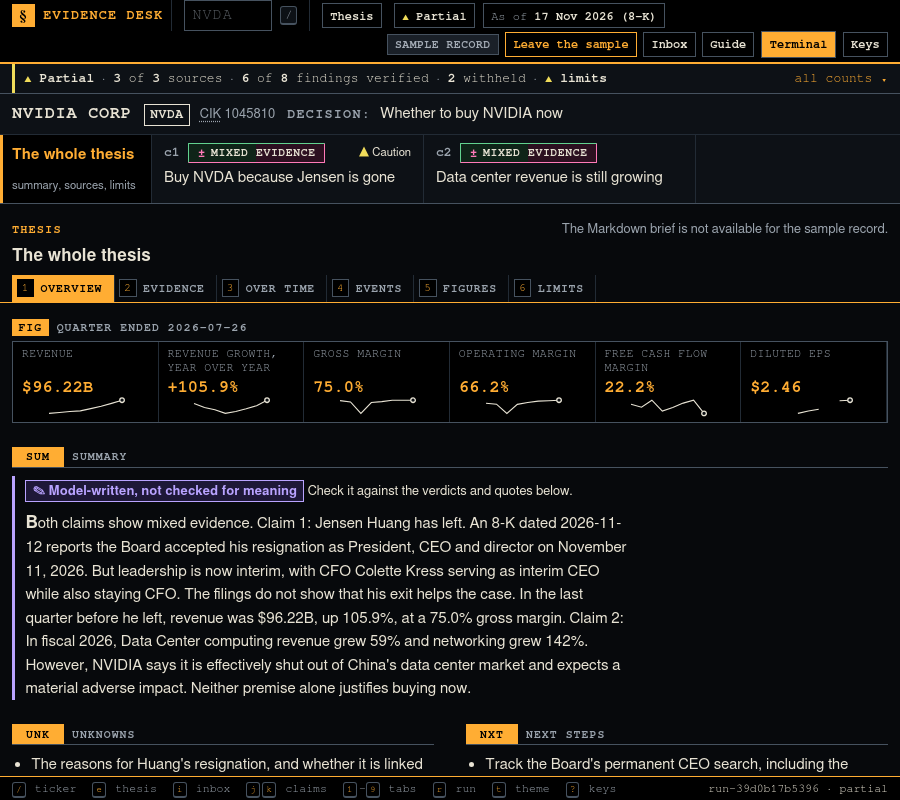 § EVIDENCE DESK NVDA / Thesis ▲ Partial As of 17 Nov 2026 (8-K)
SAMPLE RECORD Leave the sample Inbox Guide Terminal Keys
▲ Partial · 3 of 3 sources · 6 of 8 findings verified · 2 withheld · ▲ limits all counts ▾
NVIDIA CORP NVDA CIK 1045810 DECISION: Whether to buy NVIDIA now
The whole thesis
summary, sources, limits
c1 ± MIXED EVIDENCE ▲ Caution
Buy NVDA because Jensen is gone
c2 ± MIXED EVIDENCE
Data center revenue is still growing
THESIS
The Markdown brief is not available for the sample record.
The whole thesis
1 OVERVIEW 2 EVIDENCE 3 OVER TIME 4 EVENTS 5 FIGURES 6 LIMITS
FIG QUARTER ENDED 2026-07-26
REVENUE
$96.22B
REVENUE GROWTH,
YEAR OVER YEAR
+105.9%
GROSS MARGIN
75.0%
OPERATING MARGIN
66.2%
FREE CASH FLOW
MARGIN
22.2%
DILUTED EPS
$2.46
SUM SUMMARY
✎ Model-written, not checked for meaning Check it against the verdicts and quotes below.
Both claims show mixed evidence. Claim 1: Jensen Huang has left. An 8-K dated 2026-11-
12 reports the Board accepted his resignation as President, CEO and director on November
11, 2026. But leadership is now interim, with CFO Colette Kress serving as interim CEO
while also staying CFO. The filings do not show that his exit helps the case. In the last
quarter before he left, revenue was $96.22B, up 105.9%, at a 75.0% gross margin. Claim 2:
In fiscal 2026, Data Center computing revenue grew 59% and networking grew 142%.
However, NVIDIA says it is effectively shut out of China's data center market and expects a
material adverse impact. Neither premise alone justifies buying now.
UNK UNKNOWNS
• The reasons for Huang's resignation, and whether it is linked
NXT NEXT STEPS
• Track the Board's permanent CEO search, including the
/ ticker e thesis i inbox j k claims 1-9 tabs r run t theme ? keys run-39d0b17b5396 · partial